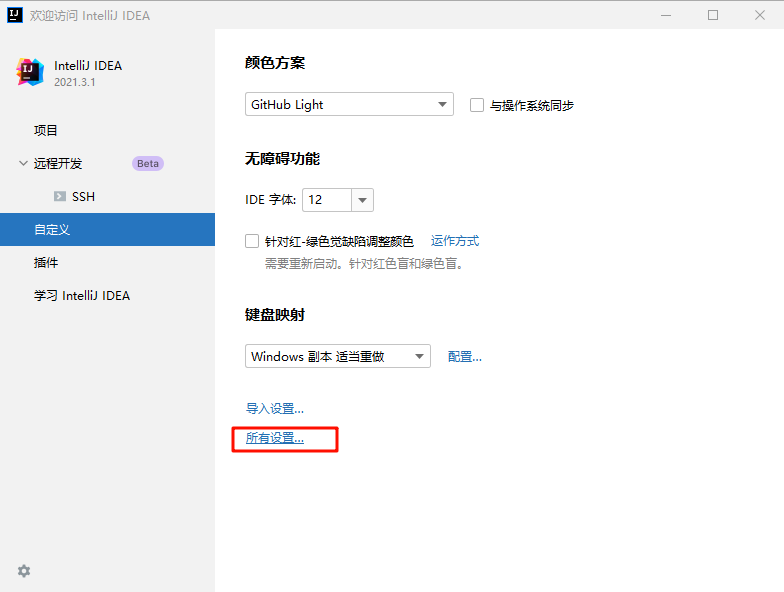 欢迎访问 IntelliJ IDEA
IntelliJ IDEA
2021.3.1
项目
远程开发 Beta
SSH
自定义
插件
学习 IntelliJ IDEA
颜色方案
GitHub Light 与操作系统同步
无障碍功能
IDE 字体: 12
针对红-绿色觉缺陷调整颜色 运作方式
需要重新启动。针对红色盲和绿色盲。
键盘映射
Windows 副本 适当重做 配置...
导入设置...
所有设置...